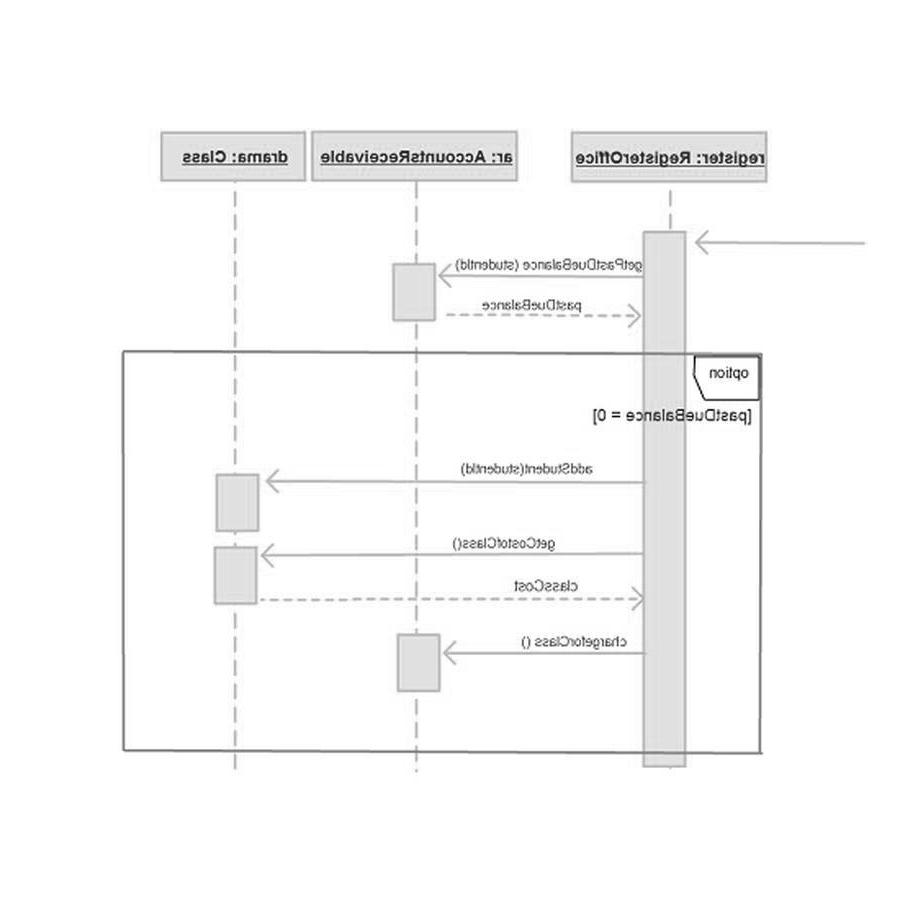 register: RegisterOffice
ar: AccountsReceivable
drama: Class
getPastDueBalance (studentId)
pastDueBalance
option
[pastDueBalance = 0]
addStudent(studentId)
getCostofClass()
classCost
chargeforClass ()